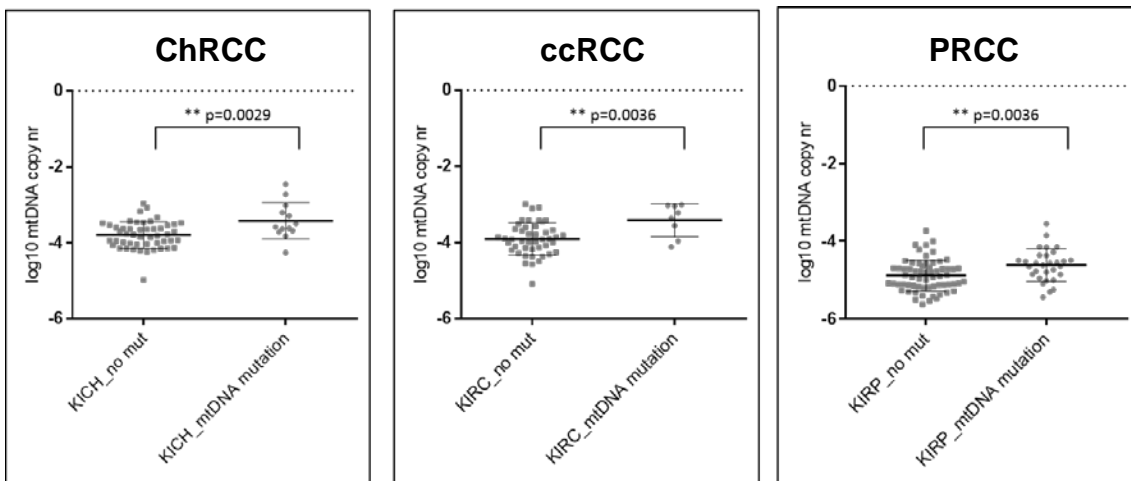 ChRCC
log10 mtDNA copy nr
0
-2
-4
-6
** p=0.0029
KICH_no mut
KICH_mtDNA mutation
ccRCC
log10 mtDNA copy nr
0
-2
-4
-6
** p=0.0036
KIRC_no mut
KIRC_mtDNA mutation
PRCC
log10 mtDNA copy nr
0
-2
-4
-6
** p=0.0036
KIRP_no mut
KIRP_mtDNA mutation